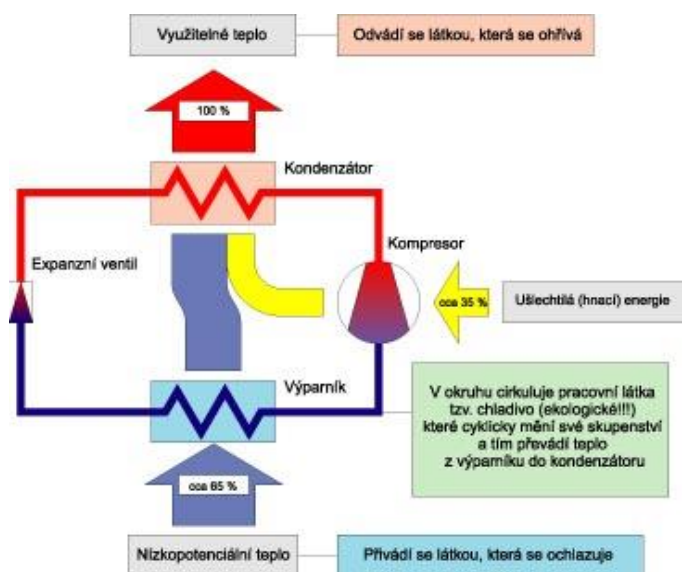 Využitelné teplo
Odvádí se látkou, která se ohřívá
100 %
Kondenzátor
Kompresor
Expanzní ventil
cca 35 %
Ušlechtilá (hnací) energie
Výparník
V okruhu cirkuluje pracovní látka
tzv. chladivo (ekologické!!!)
které cyklicky mění své skupenství
a tím převádí teplo
z výparníku do kondenzátoru
cca 65 %
Nízkopotenciální teplo
Přivádí se látkou, která se ochlazuje